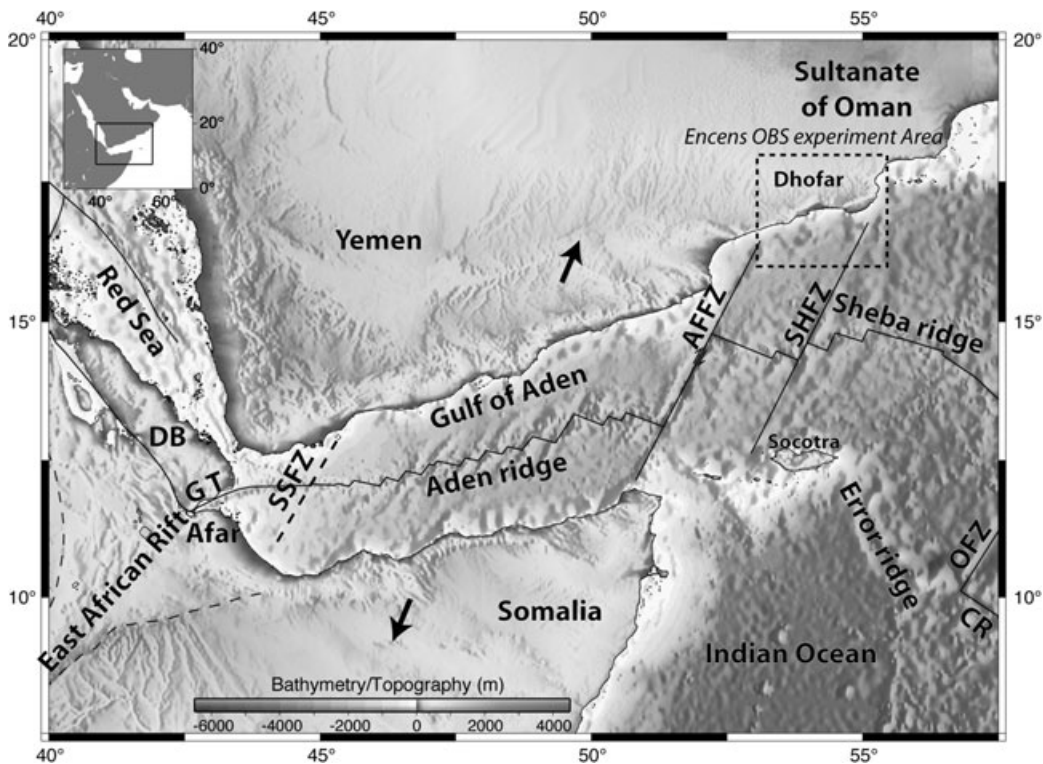 40°
45°
50°
55°
20°
20°
40°
20°
0°
40°
60°
Sultanate
of Oman
Encens OBS experiment Area
Dhofar
Yemen
Red Sea
15°
15°
AFFZ
SHFZ
Sheba ridge
Gulf of Aden
DB
SSFZ
Aden ridge
Socotra
G T
Afar
East African Rift
Error ridge
OFZ
10°
10°
CR
Somalia
Indian Ocean
Bathymetry/Topography (m)
-6000 -4000 -2000 0 2000 4000
40°
45°
50°
55°